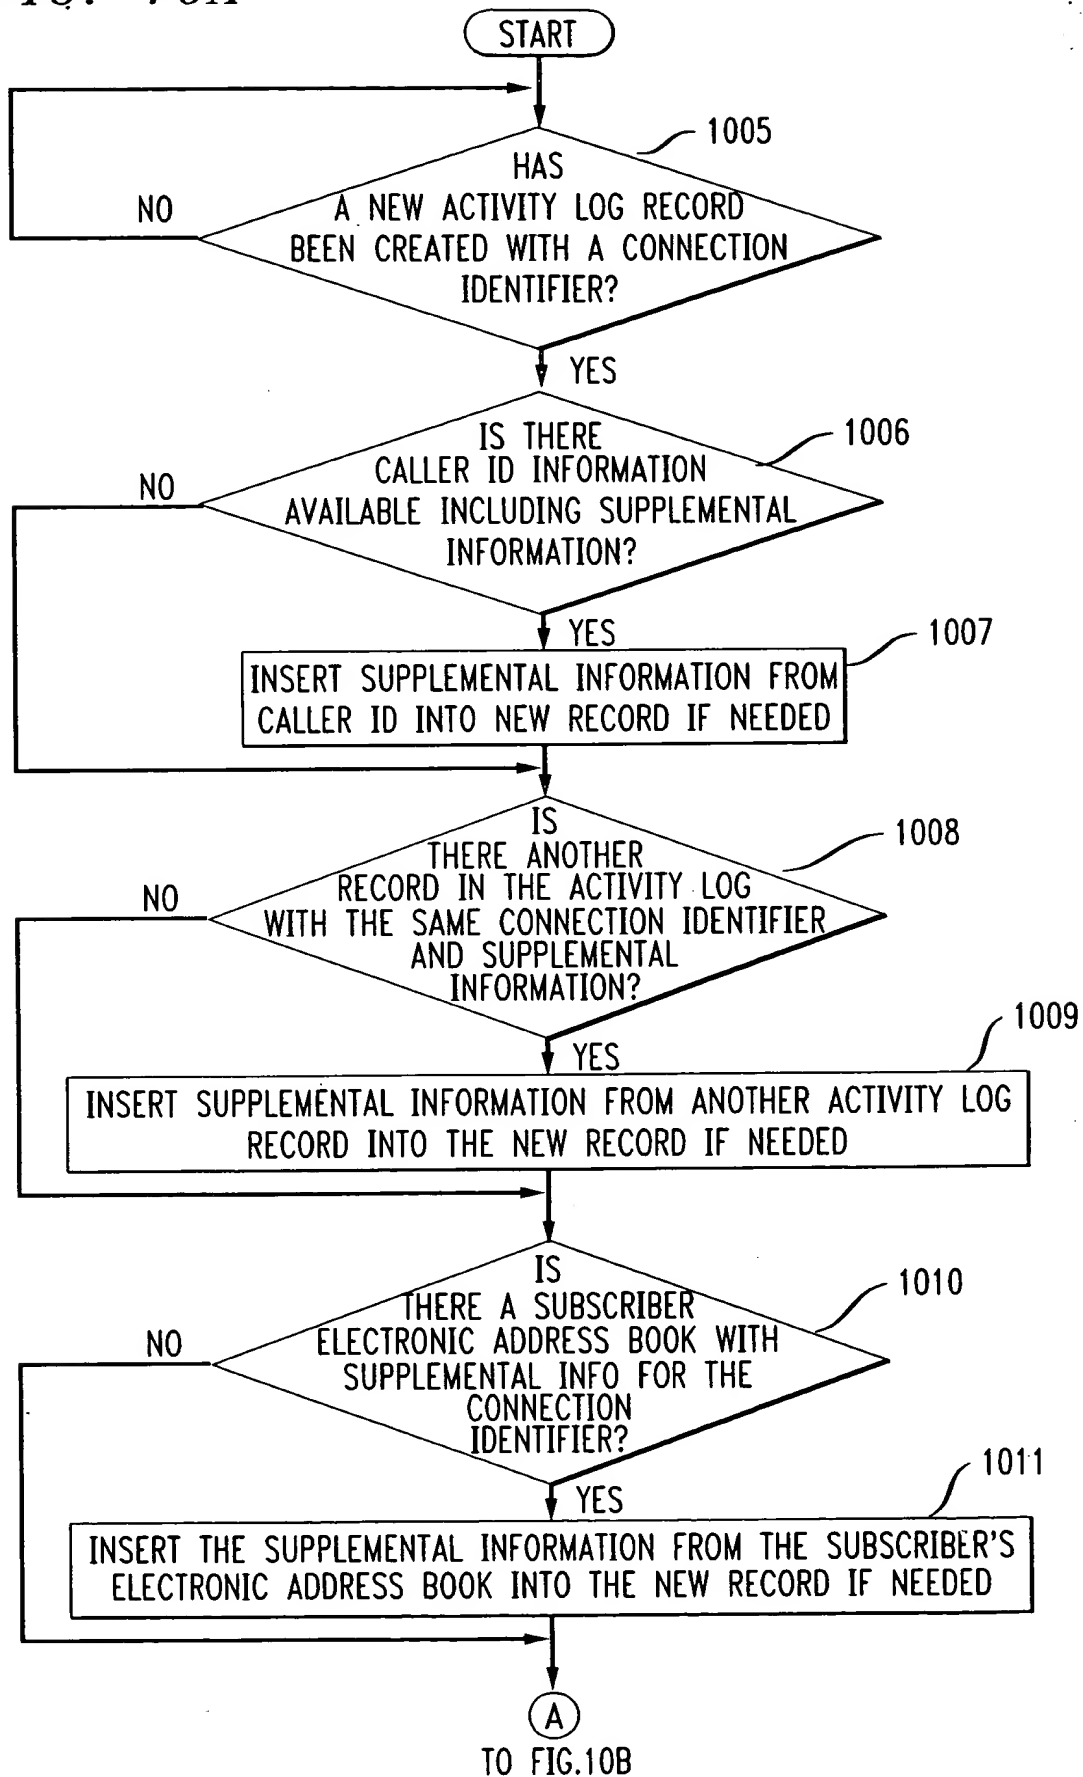 START
1005
HAS
A NEW ACTIVITY LOG RECORD
BEEN CREATED WITH A CONNECTION
IDENTIFIER?
NO
YES
1006
IS THERE
CALLER ID INFORMATION
AVAILABLE INCLUDING SUPPLEMENTAL
INFORMATION?
NO
YES
1007
INSERT SUPPLEMENTAL INFORMATION FROM
CALLER ID INTO NEW RECORD IF NEEDED
1008
IS
THERE ANOTHER
RECORD IN THE ACTIVITY LOG
WITH THE SAME CONNECTION IDENTIFIER
AND SUPPLEMENTAL
INFORMATION?
NO
YES
1009
INSERT SUPPLEMENTAL INFORMATION FROM ANOTHER ACTIVITY LOG
RECORD INTO THE NEW RECORD IF NEEDED
1010
IS
THERE A SUBSCRIBER
ELECTRONIC ADDRESS BOOK WITH
SUPPLEMENTAL INFO FOR THE
CONNECTION
IDENTIFIER?
NO
YES
1011
INSERT THE SUPPLEMENTAL INFORMATION FROM THE SUBSCRIBER'S
ELECTRONIC ADDRESS BOOK INTO THE NEW RECORD IF NEEDED
A
TO FIG.10B